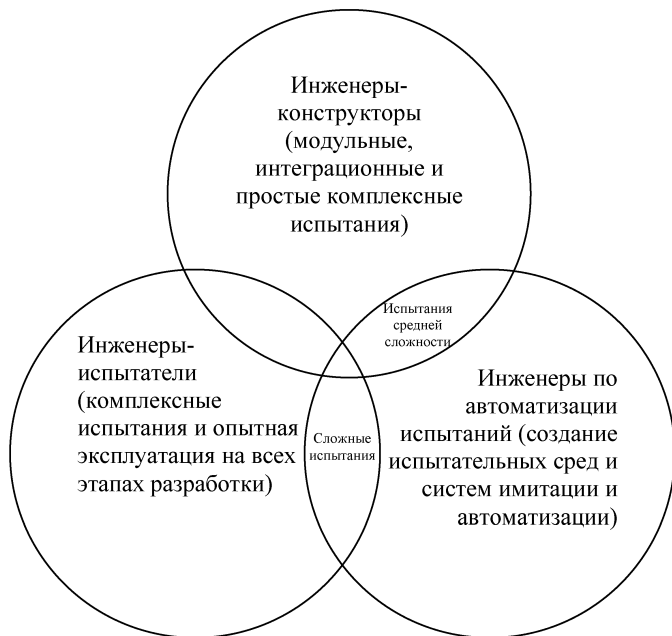 Инженеры-
конструкторы
(модульные,
интеграционные и
простые комплексные
испытания)
Испытания
средней
сложности
Инженеры-
испытатели
(комплексные
испытания и опытная
эксплуатация на всех
этапах разработки)
Сложные
испытания
Инженеры по
автоматизации
испытаний (создание
испытательных сред и
систем имитации и
автоматизации)